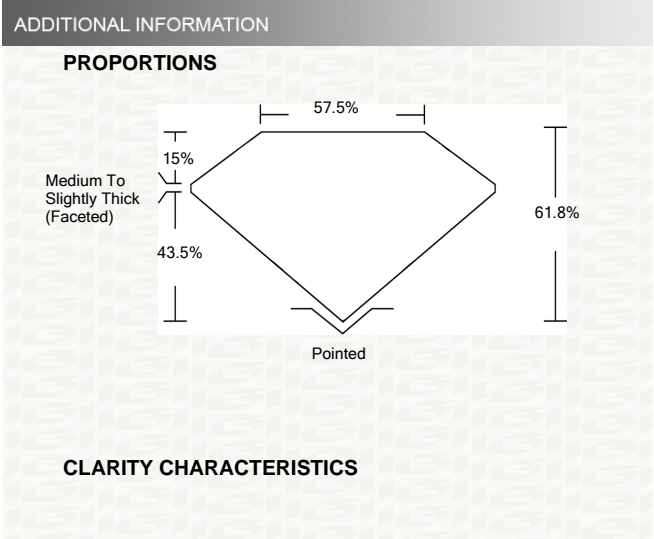 ADDITIONAL INFORMATION
PROPORTIONS
57.5%
15%
Medium To
Slightly Thick
(Faceted)
61.8%
43.5%
Pointed
CLARITY CHARACTERISTICS